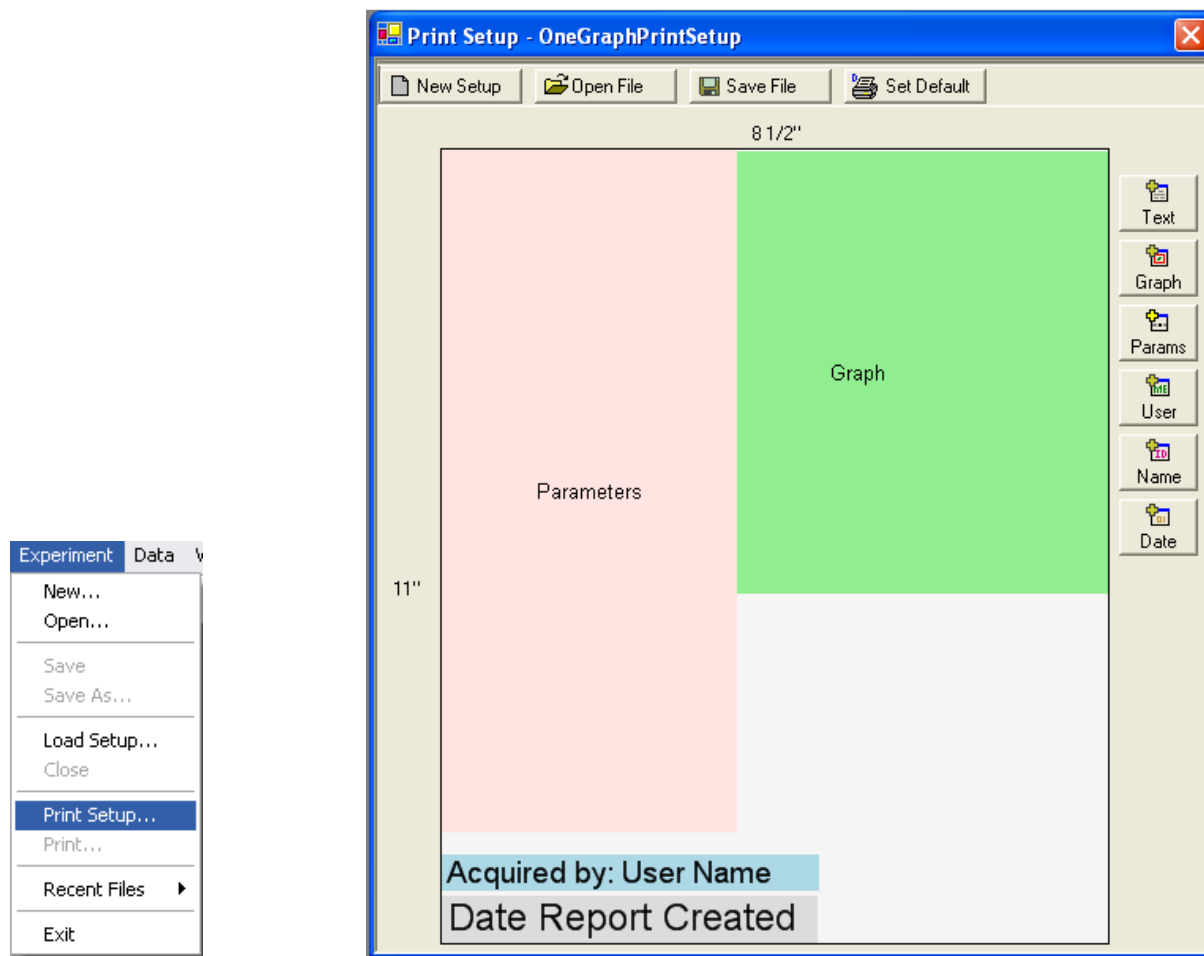 Experiment Data
New...
Open...
Save
Save As...
Load Setup...
Close
Print Setup...
Print...
Recent Files
Exit
Print Setup - OneGraphPrintSetup
New Setup Open File Save File Set Default
8 1/2"
11"
Parameters
Graph
Acquired by: User Name
Date Report Created
Text
Graph
Params
User
Name
Date